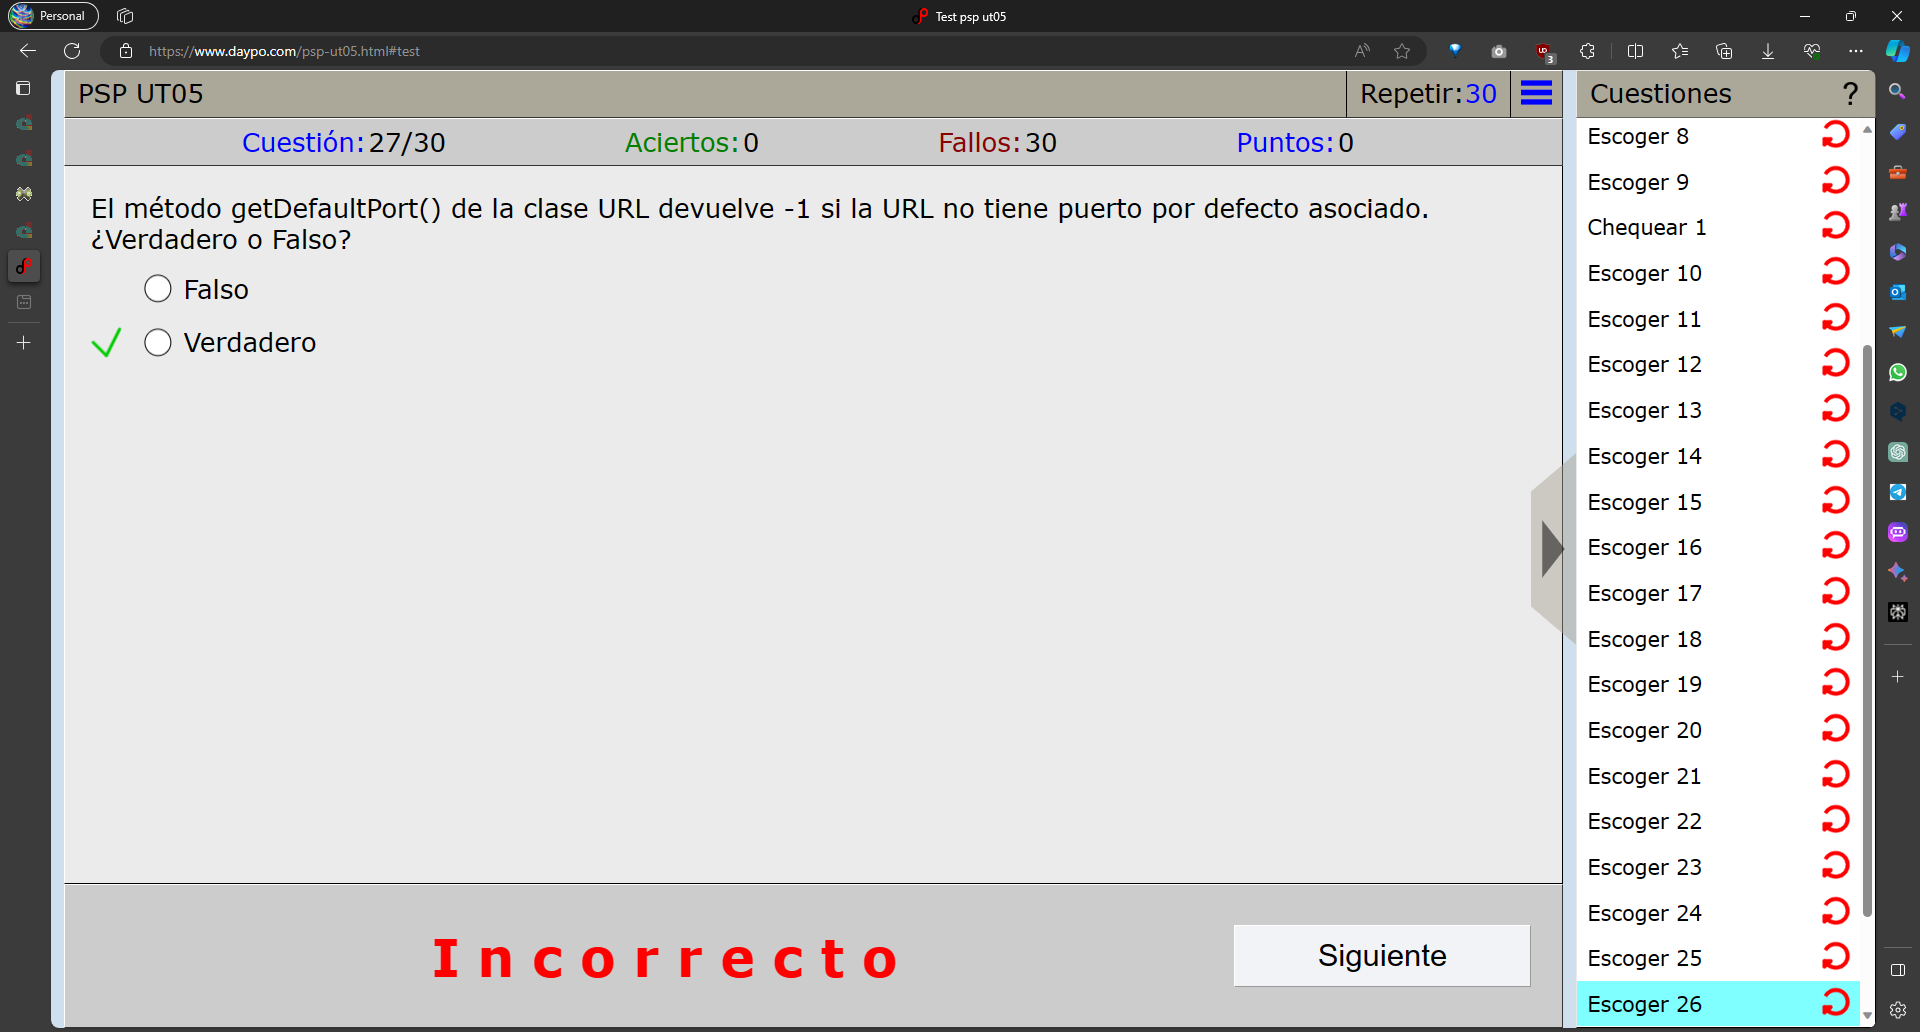 Personal
Test psp ut05
https://www.daypo.com/psp-ut05.html#test
3
PSP UT05
Repetir:30
Cuestiones
?
Cuestión:27/30
Aciertos:0
Fallos:30
Puntos:0
El método getDefaultPort() de la clase URL devuelve -1 si la URL no tiene puerto por defecto asociado.
¿Verdadero o Falso?
Falso
Verdadero
Incorrecto
Siguiente
Escoger 8
Escoger 9
Chequear 1
Escoger 10
Escoger 11
Escoger 12
Escoger 13
Escoger 14
Escoger 15
Escoger 16
Escoger 17
Escoger 18
Escoger 19
Escoger 20
Escoger 21
Escoger 22
Escoger 23
Escoger 24
Escoger 25
Escoger 26